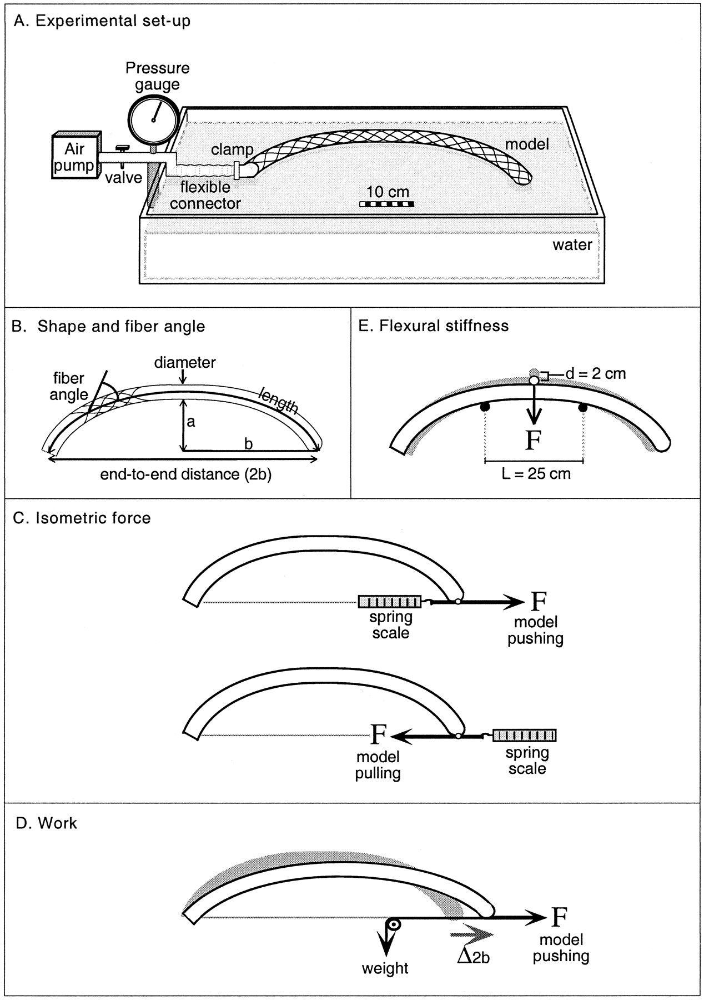 A. Experimental set-up
Pressure
gauge
Air
pump
valve
clamp
flexible
connector
model
10 cm
water
B. Shape and fiber angle
diameter
fiber
angle
length
a
b
end-to-end distance (2b)
E. Flexural stiffness
d = 2 cm
F
L = 25 cm
C. Isometric force
spring
scale
F
model
pushing
F
model
pulling
spring
scale
D. Work
F
model
pushing
Δ2b
weight